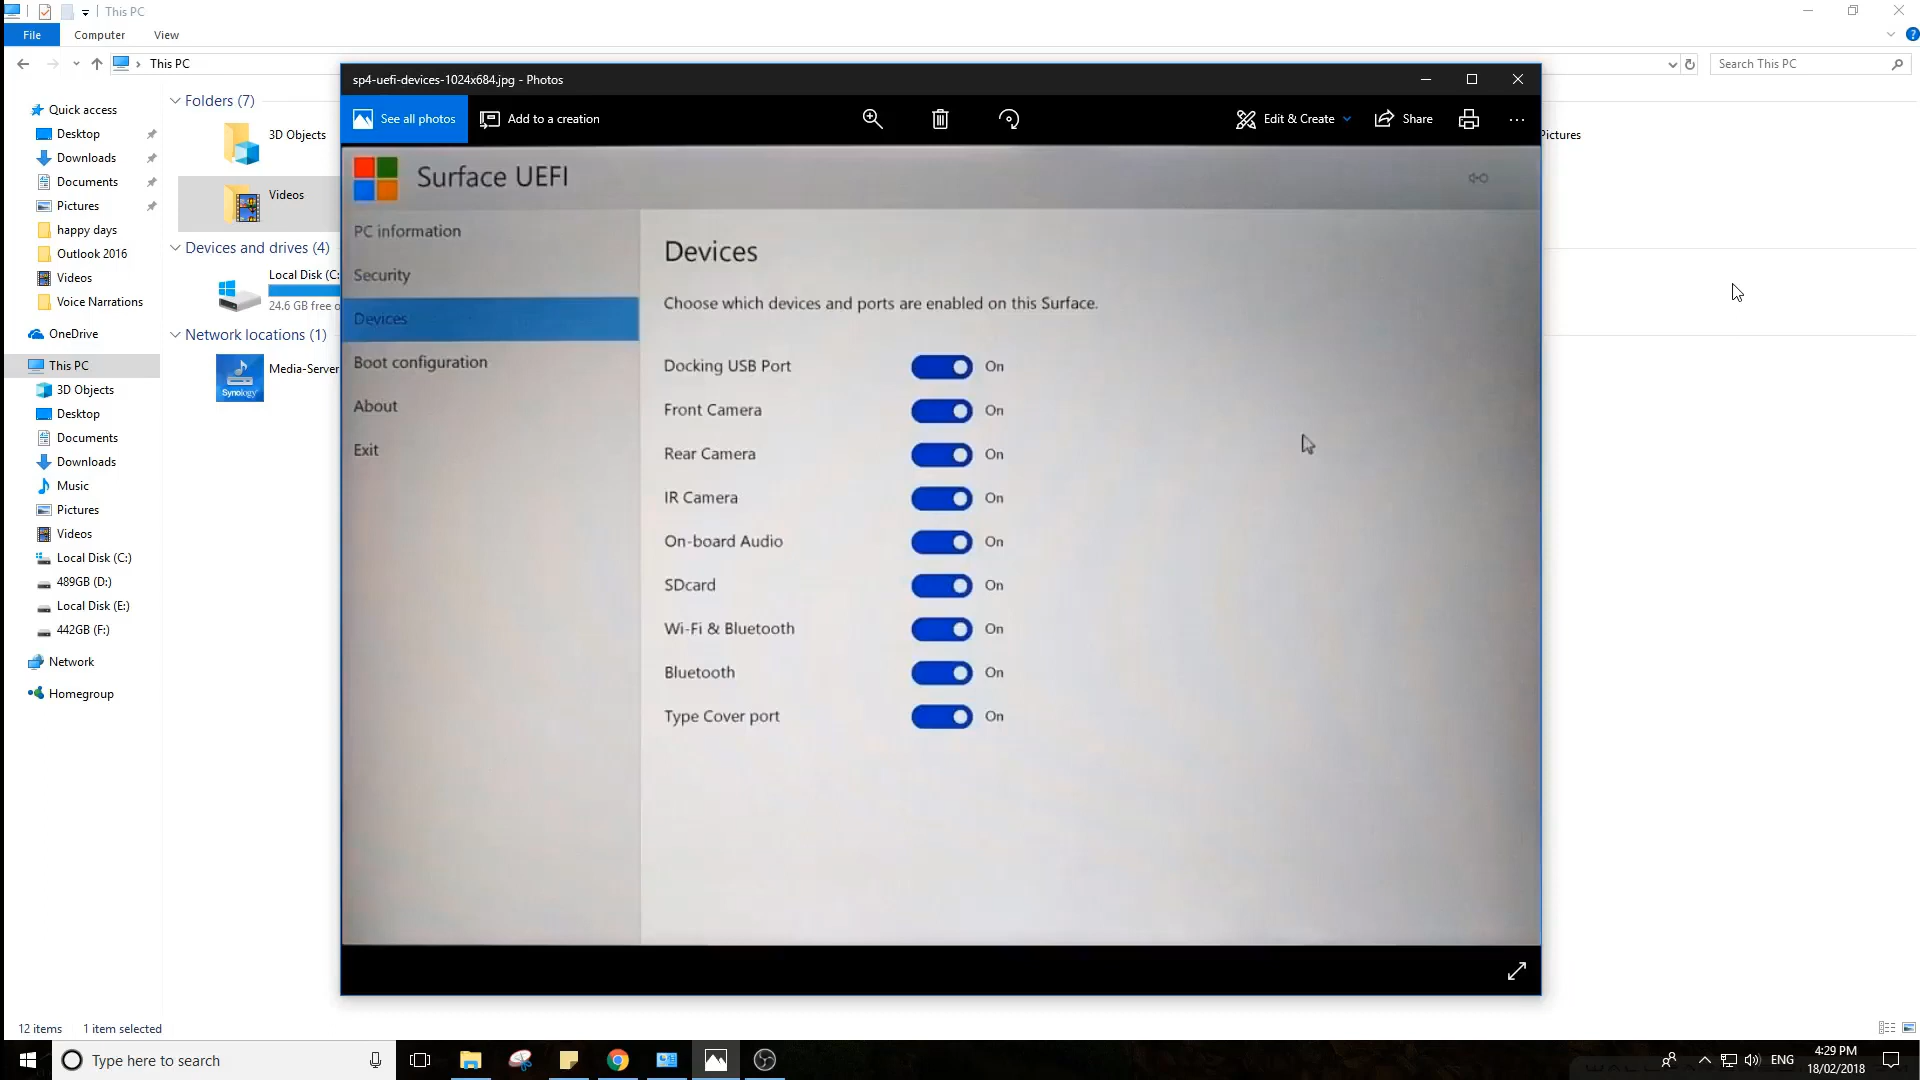 This PC
File
Computer
View
This PC
Search This PC
Quick access
Desktop
Downloads
Documents
Pictures
happy days
Outlook 2016
Videos
Voice Narrations
OneDrive
This PC
3D Objects
Desktop
Documents
Downloads
Music
Pictures
Videos
Local Disk (C:)
489GB (D:)
Local Disk (E:)
442GB (F:)
Network
Homegroup
Folders (7)
3D Objects
Videos
Devices and drives (4)
Local Disk (C:
24.6 GB free o
Network locations (1)
Synology
Media-Server
Pictures
sp4-uefi-devices-1024x684.jpg - Photos
See all photos
Add to a creation
Edit & Create
Share
Surface UEFI
PC information
Security
Devices
Boot configuration
About
Exit
Devices
Choose which devices and ports are enabled on this Surface.
Docking USB Port On
Front Camera On
Rear Camera On
IR Camera On
On-board Audio On
SDcard On
Wi-Fi & Bluetooth On
Bluetooth On
Type Cover port On
12 items
1 item selected
Type here to search
ENG
4:29 PM
18/02/2018